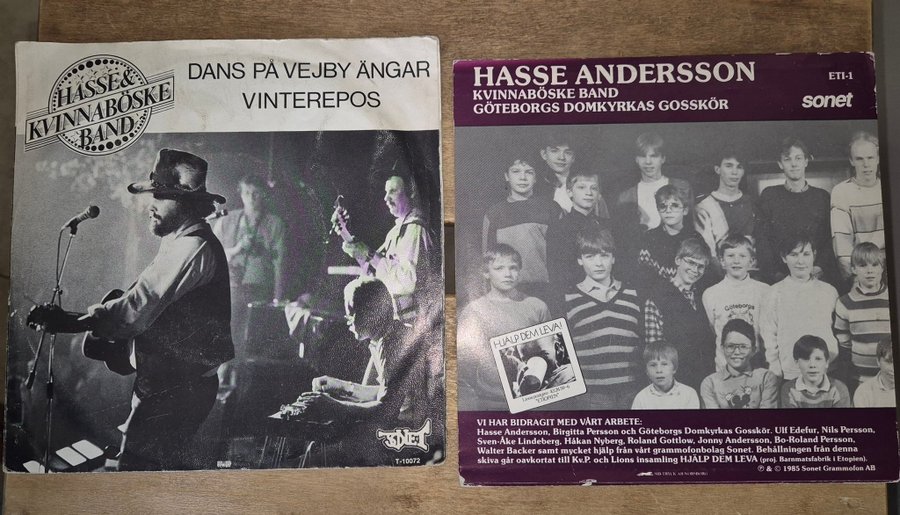 HASSE &
KVINNABÖSKE
BAND
DANS PÅ VEJBY ÄNGAR
VINTEREPOS
T-10072
HASSE ANDERSSON
KVINNABÖSKE BAND
GÖTEBORGS DOMKYRKAS GOSSKÖR
ETI-1
sonet
Göteborgs
HJÄLP DEM LEVA!
VI HAR BIDRAGIT MED VÅRT ARBETE:
Hasse Andersson, Birgitta Persson och Göteborgs Domkyrkas Gosskör. Ulf Edefur, Nils Persson,
Sven-Åke Lindeberg, Håkan Nyberg, Roland Gottlow, Jonny Andersson, Bo-Roland Persson,
Walter Backer samt mycket hjälp från vårt grammofonbolag Sonet. Behållningen från denna
skiva går oavkortat till Kv.P. och Lions insamling HJÄLP DEM LEVA (proj. Barnmatsfabrik i Etiopien).
Ⓟ & © 1985 Sonet Grammofon AB